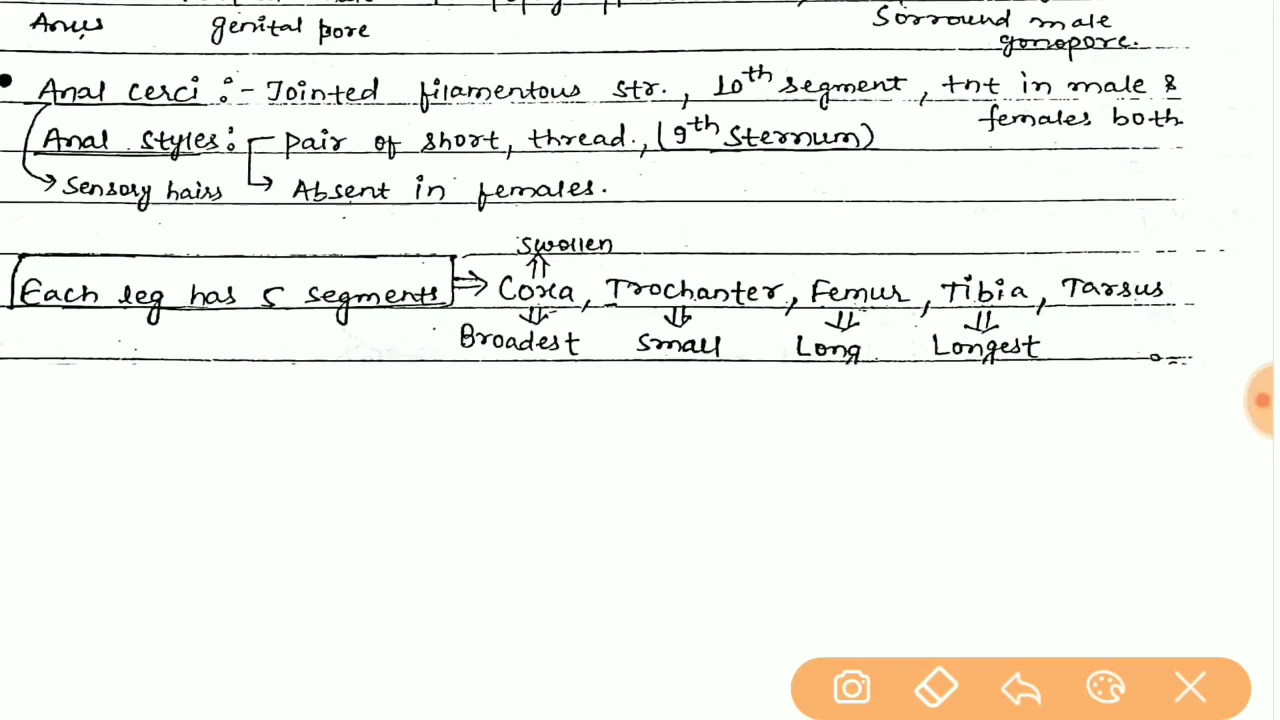 Anus genital pore Sorround male
gonopore.
Anal cerci :- Jointed filamentous str., 10th segment, tnt in male &
females both
Anal styles: pair of short, thread., (9th sternum)
Sensory hairs Absent in females.
Swollen
Each leg has 5 segments Coxa, Trochanter, Femur, Tibia, Tarsus
Broadest Small Long Longest